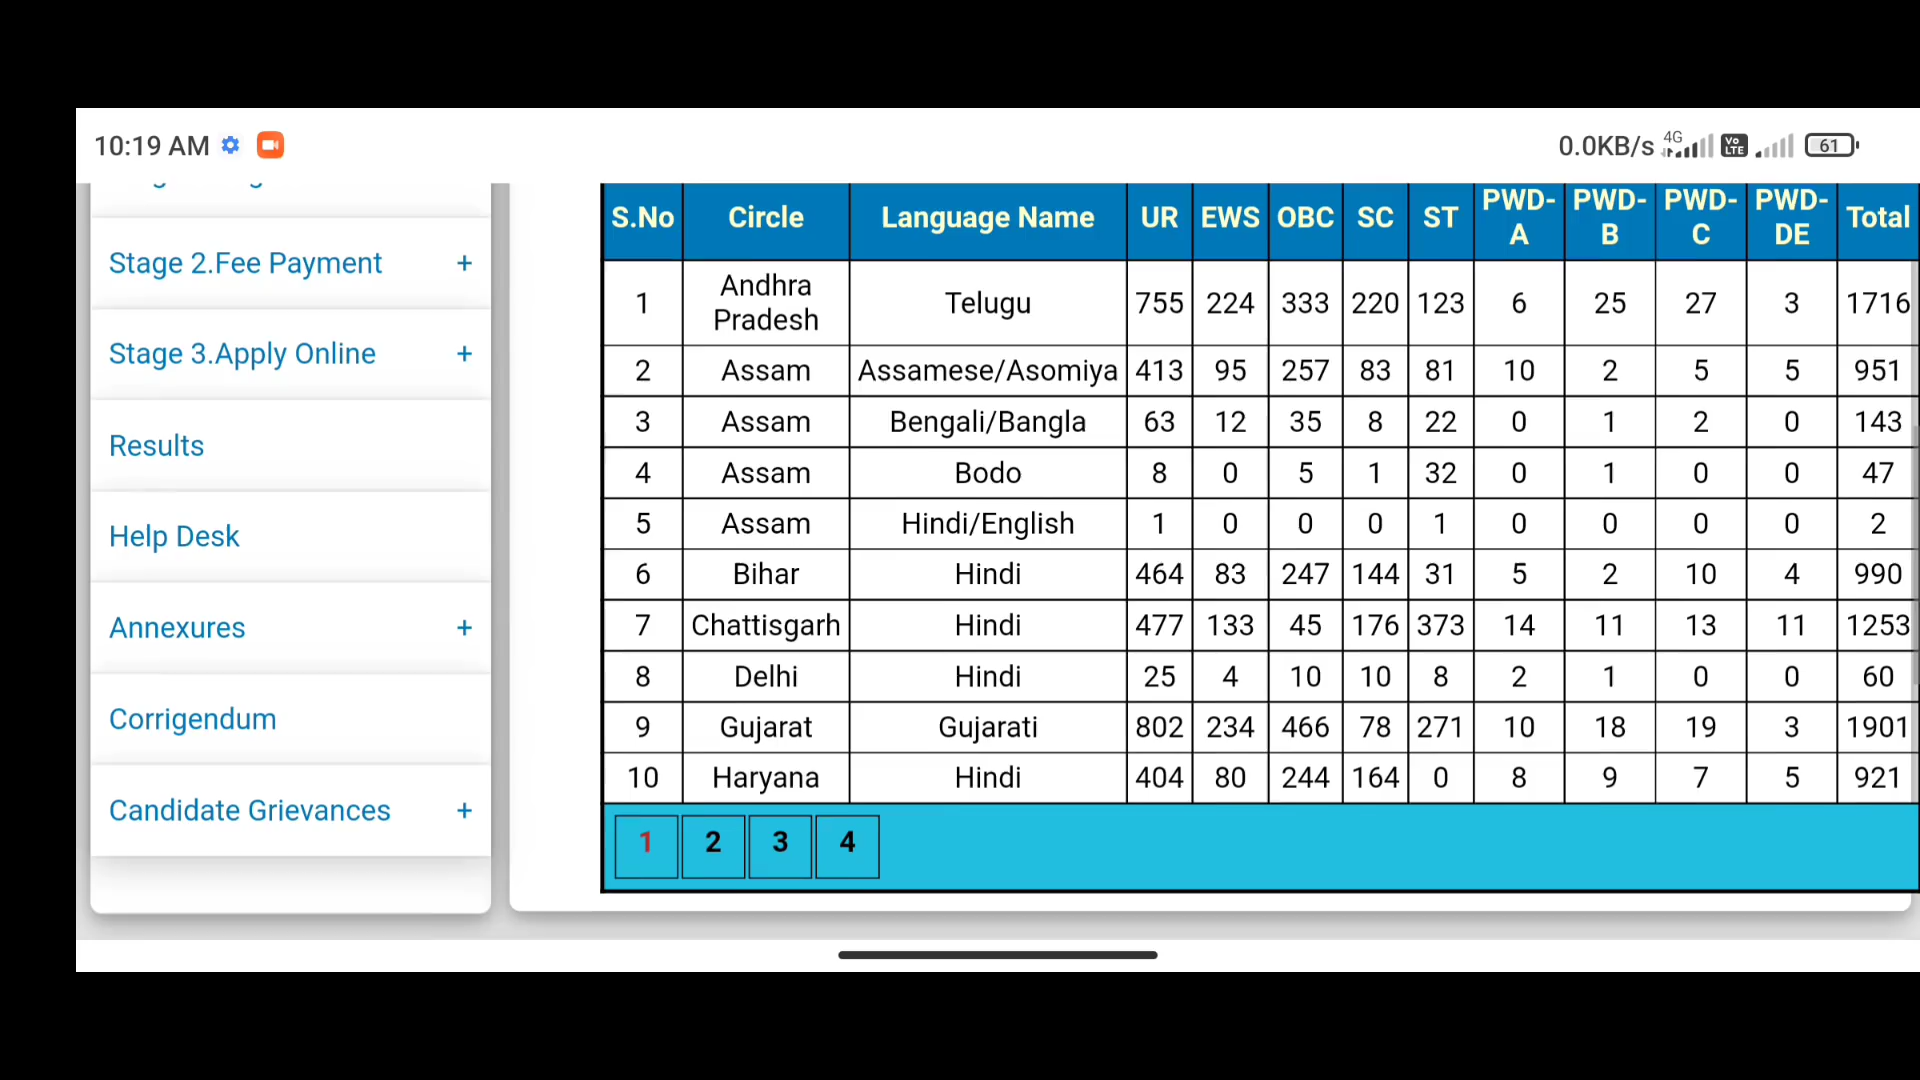 10:19 AM
0.0KB/s 4G Vo LTE 61
Stage 2.Fee Payment +
Stage 3.Apply Online +
Results
Help Desk
Annexures +
Corrigendum
Candidate Grievances +
S.No Circle Language Name UR EWS OBC SC ST PWD-A PWD-B PWD-C PWD-DE Total
1 Andhra Pradesh Telugu 755 224 333 220 123 6 25 27 3 1716
2 Assam Assamese/Asomiya 413 95 257 83 81 10 2 5 5 951
3 Assam Bengali/Bangla 63 12 35 8 22 0 1 2 0 143
4 Assam Bodo 8 0 5 1 32 0 1 0 0 47
5 Assam Hindi/English 1 0 0 0 1 0 0 0 0 2
6 Bihar Hindi 464 83 247 144 31 5 2 10 4 990
7 Chattisgarh Hindi 477 133 45 176 373 14 11 13 11 1253
8 Delhi Hindi 25 4 10 10 8 2 1 0 0 60
9 Gujarat Gujarati 802 234 466 78 271 10 18 19 3 1901
10 Haryana Hindi 404 80 244 164 0 8 9 7 5 921
1 2 3 4